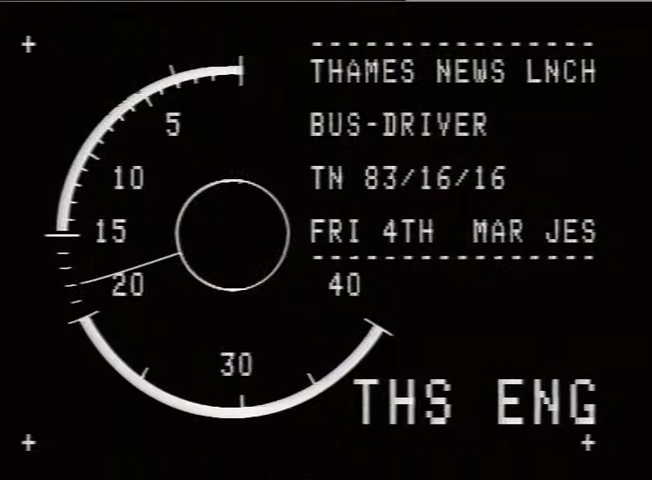 THAMES NEWS LNCH
BUS-DRIVER
TN 83/16/16
FRI 4TH MAR JES
5
10
15
20
30
40
THS ENG